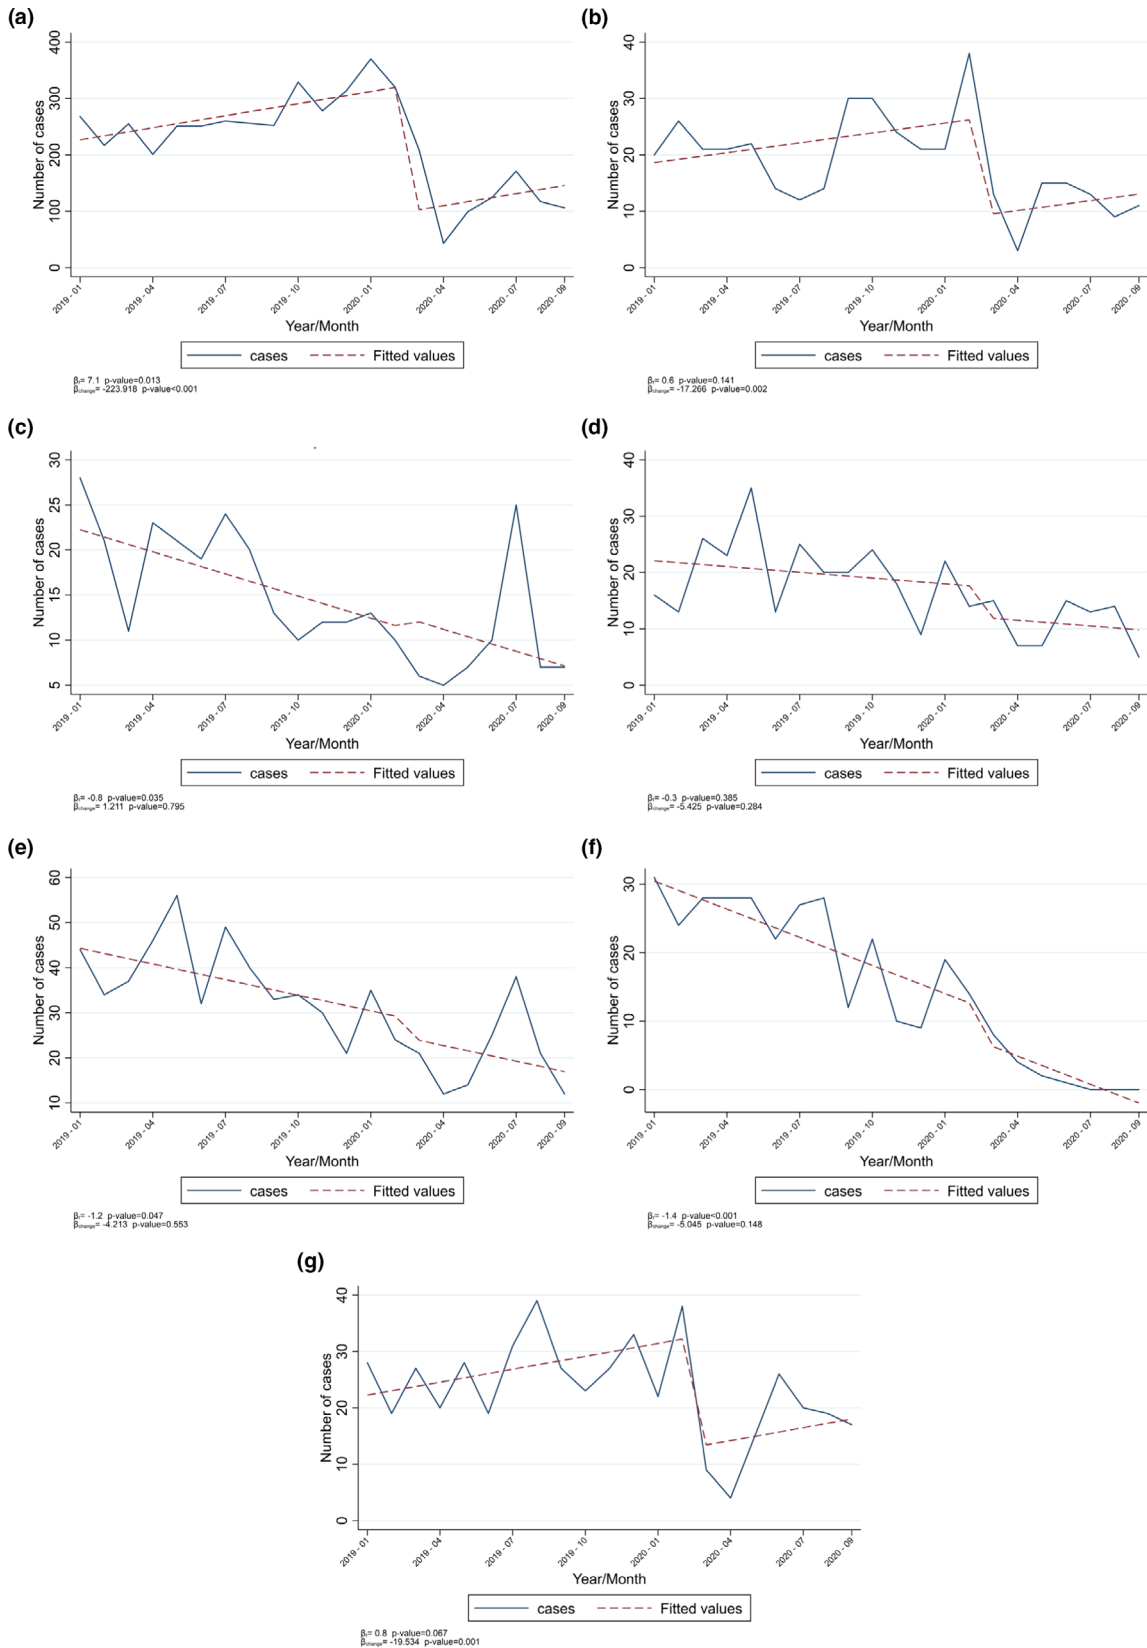 (a)
400
300
200
100
0
Number of cases
2019 - 01
2019 - 04
2019 - 07
2019 - 10
2020 - 01
2020 - 04
2020 - 07
2020 - 09
Year/Month
cases
Fitted values
βt= 7.1 p-value=0.013
βchange= -223.918 p-value<0.001
(b)
40
30
20
10
0
Number of cases
2019 - 01
2019 - 04
2019 - 07
2019 - 10
2020 - 01
2020 - 04
2020 - 07
2020 - 09
Year/Month
cases
Fitted values
βt= 0.6 p-value=0.141
βchange= -17.266 p-value=0.002
(c)
30
25
20
15
10
5
Number of cases
2019 - 01
2019 - 04
2019 - 07
2019 - 10
2020 - 01
2020 - 04
2020 - 07
2020 - 09
Year/Month
cases
Fitted values
βt= -0.8 p-value=0.035
βchange= 1.211 p-value=0.795
(d)
40
30
20
10
0
Number of cases
2019 - 01
2019 - 04
2019 - 07
2019 - 10
2020 - 01
2020 - 04
2020 - 07
2020 - 09
Year/Month
cases
Fitted values
βt= -0.3 p-value=0.385
βchange= -5.425 p-value=0.284
(e)
60
50
40
30
20
10
Number of cases
2019 - 01
2019 - 04
2019 - 07
2019 - 10
2020 - 01
2020 - 04
2020 - 07
2020 - 09
Year/Month
cases
Fitted values
βt= -1.2 p-value=0.047
βchange= -4.213 p-value=0.553
(f)
30
20
10
0
Number of cases
2019 - 01
2019 - 04
2019 - 07
2019 - 10
2020 - 01
2020 - 04
2020 - 07
2020 - 09
Year/Month
cases
Fitted values
βt= -1.4 p-value<0.001
βchange= -5.045 p-value=0.148
(g)
40
30
20
10
0
Number of cases
2019 - 01
2019 - 04
2019 - 07
2019 - 10
2020 - 01
2020 - 04
2020 - 07
2020 - 09
Year/Month
cases
Fitted values
βt= 0.8 p-value=0.067
βchange= -19.534 p-value=0.001